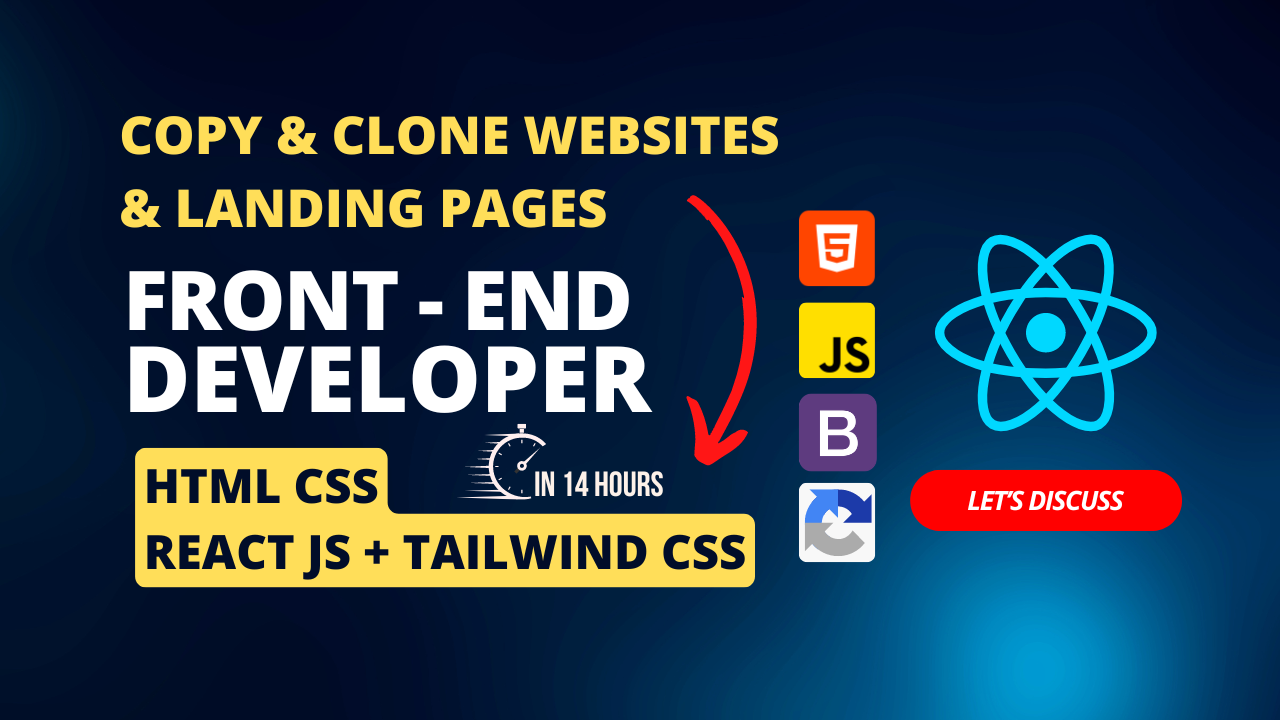 COPY & CLONE WEBSITES
& LANDING PAGES
FRONT - END
DEVELOPER
IN 14 HOURS
HTML CSS
REACT JS + TAILWIND CSS
5
JS
B
LET'S DISCUSS